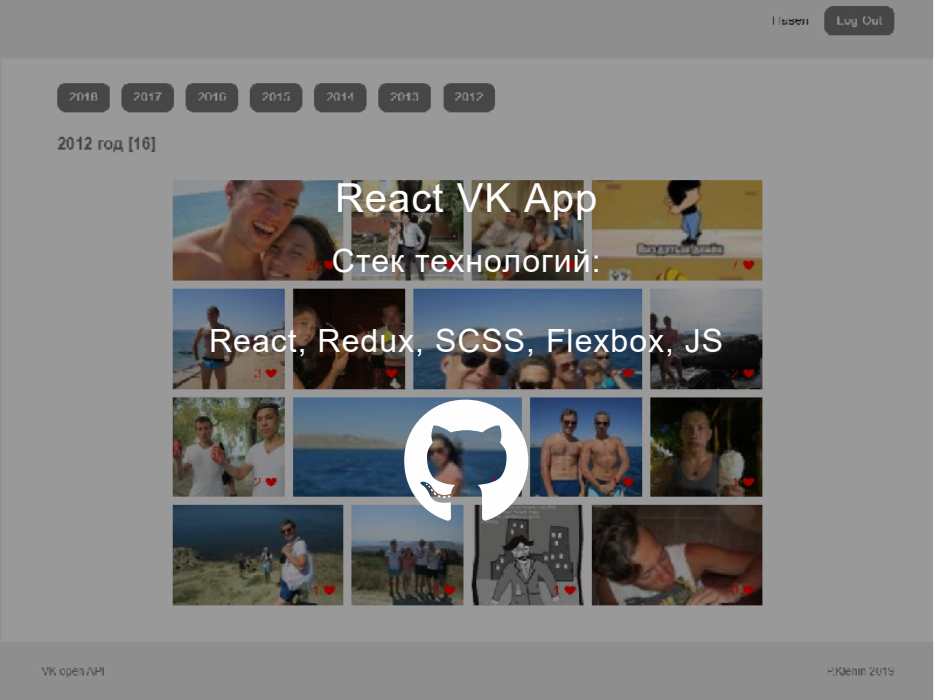 Павел
Log Out
2018 2017 2016 2015 2014 2013 2012
2012 год [16]
React VK App
Стек технологий:
React, Redux, SCSS, Flexbox, JS
VK open API
P.Klenin 2019